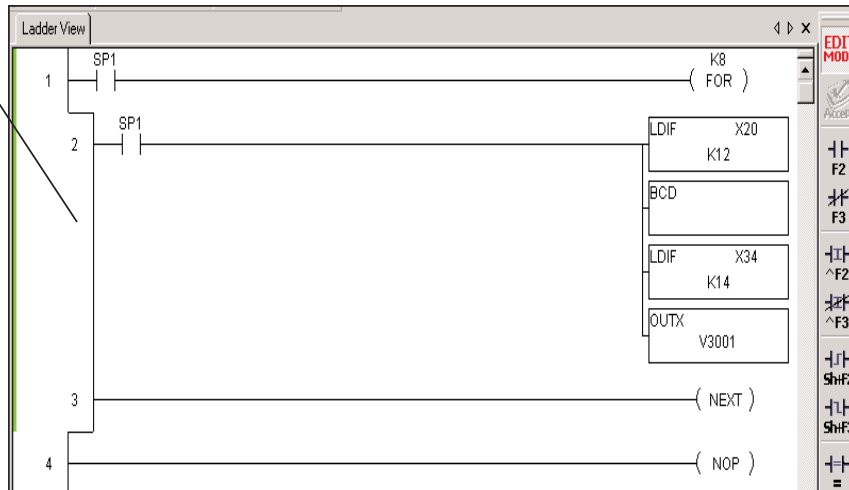 Ladder View
1 SP1 K8
( FOR )
2 SP1
LDIF X20
K12
BCD
LDIF X34
K14
OUTX
V3001
3 ( NEXT )
4 ( NOP )
EDIT
MOD
Accep
F2
F3
^F2
^F3
Sh+F2
Sh+F3
=